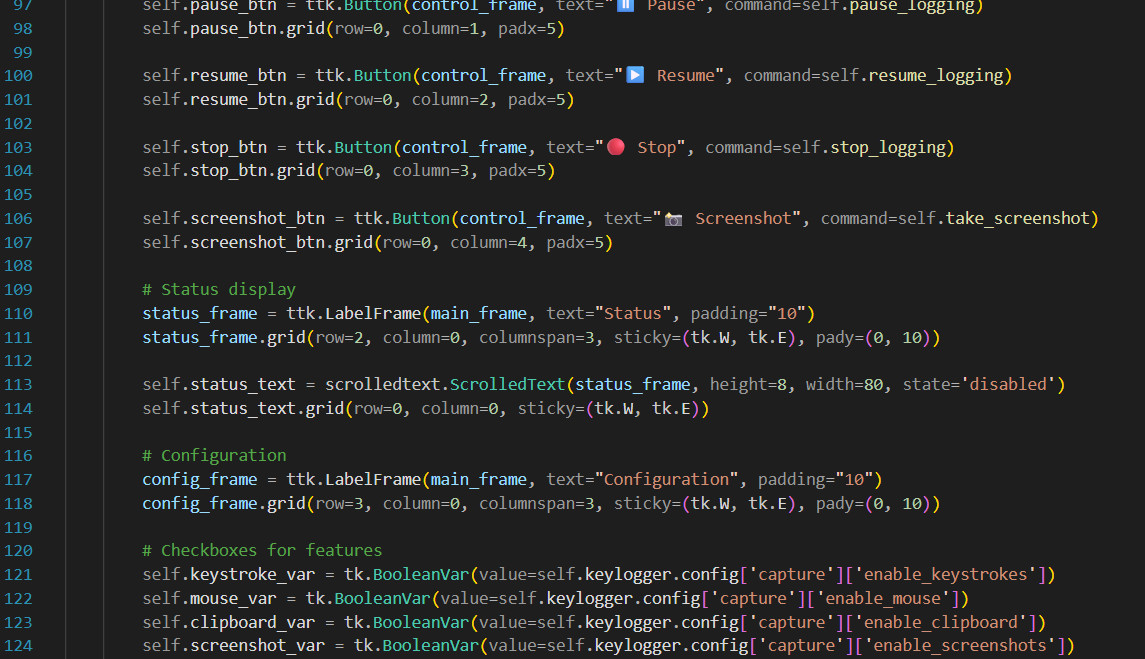 97 self.pause_btn = ttk.Button(control_frame, text="⏸ Pause", command=self.pause_logging)
98 self.pause_btn.grid(row=0, column=1, padx=5)
99
100 self.resume_btn = ttk.Button(control_frame, text="▶️ Resume", command=self.resume_logging)
101 self.resume_btn.grid(row=0, column=2, padx=5)
102
103 self.stop_btn = ttk.Button(control_frame, text="🔴 Stop", command=self.stop_logging)
104 self.stop_btn.grid(row=0, column=3, padx=5)
105
106 self.screenshot_btn = ttk.Button(control_frame, text="📸 Screenshot", command=self.take_screenshot)
107 self.screenshot_btn.grid(row=0, column=4, padx=5)
108
109 # Status display
110 status_frame = ttk.LabelFrame(main_frame, text="Status", padding="10")
111 status_frame.grid(row=2, column=0, columnspan=3, sticky=(tk.W, tk.E), pady=(0, 10))
112
113 self.status_text = scrolledtext.ScrolledText(status_frame, height=8, width=80, state='disabled')
114 self.status_text.grid(row=0, column=0, sticky=(tk.W, tk.E))
115
116 # Configuration
117 config_frame = ttk.LabelFrame(main_frame, text="Configuration", padding="10")
118 config_frame.grid(row=3, column=0, columnspan=3, sticky=(tk.W, tk.E), pady=(0, 10))
119
120 # Checkboxes for features
121 self.keystroke_var = tk.BooleanVar(value=self.keylogger.config['capture']['enable_keystrokes'])
122 self.mouse_var = tk.BooleanVar(value=self.keylogger.config['capture']['enable_mouse'])
123 self.clipboard_var = tk.BooleanVar(value=self.keylogger.config['capture']['enable_clipboard'])
124 self.screenshot_var = tk.BooleanVar(value=self.keylogger.config['capture']['enable_screenshots'])